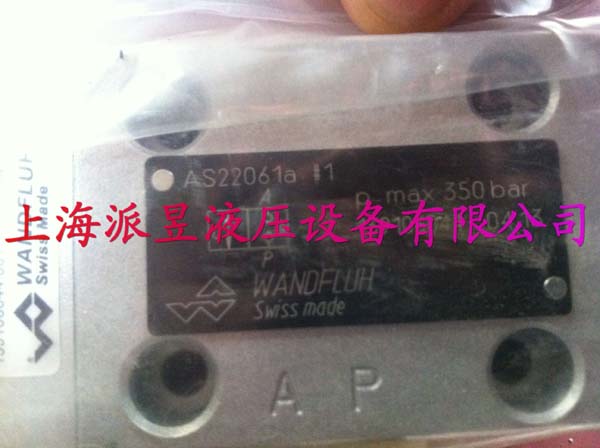 AS22061a #1
A
p max 350 bar
上海派昱液压设备有限公司
P
WANDFLUH
Swiss made
A P
WANDFLUH
Swiss Made